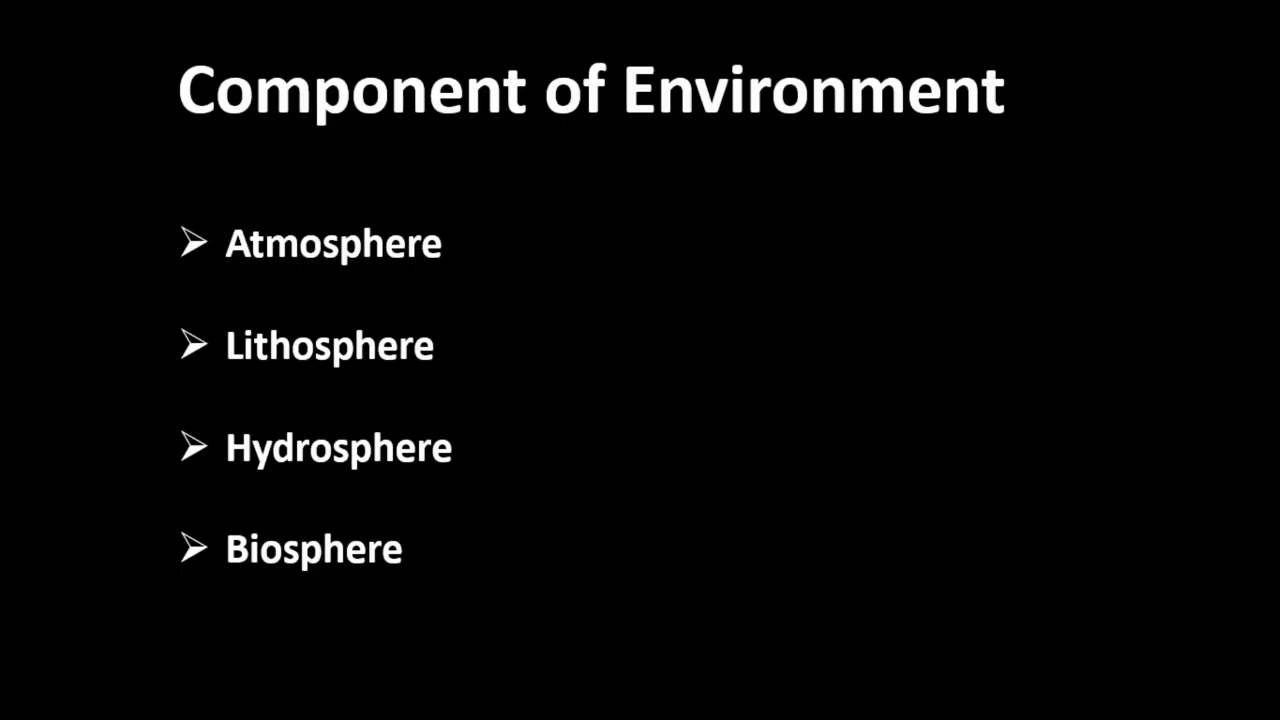 Component of Environment
➢ Atmosphere
➢ Lithosphere
➢ Hydrosphere
➢ Biosphere